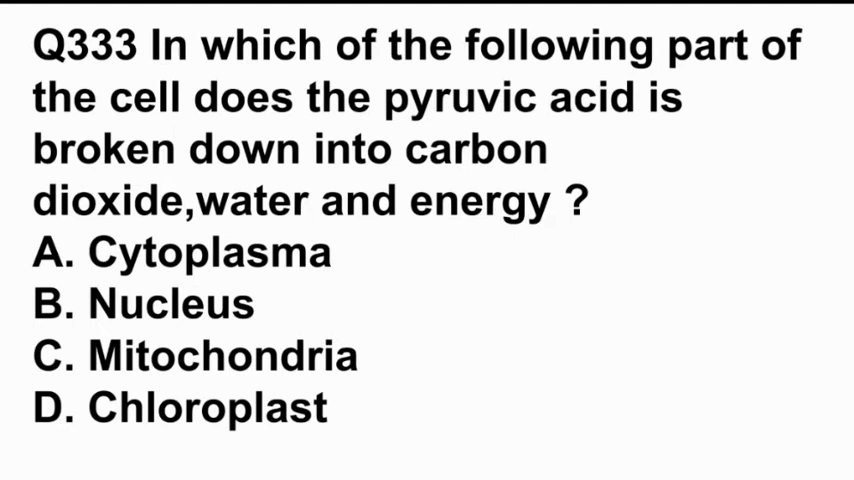 Q333 In which of the following part of
the cell does the pyruvic acid is
broken down into carbon
dioxide,water and energy ?
A. Cytoplasma
B. Nucleus
C. Mitochondria
D. Chloroplast